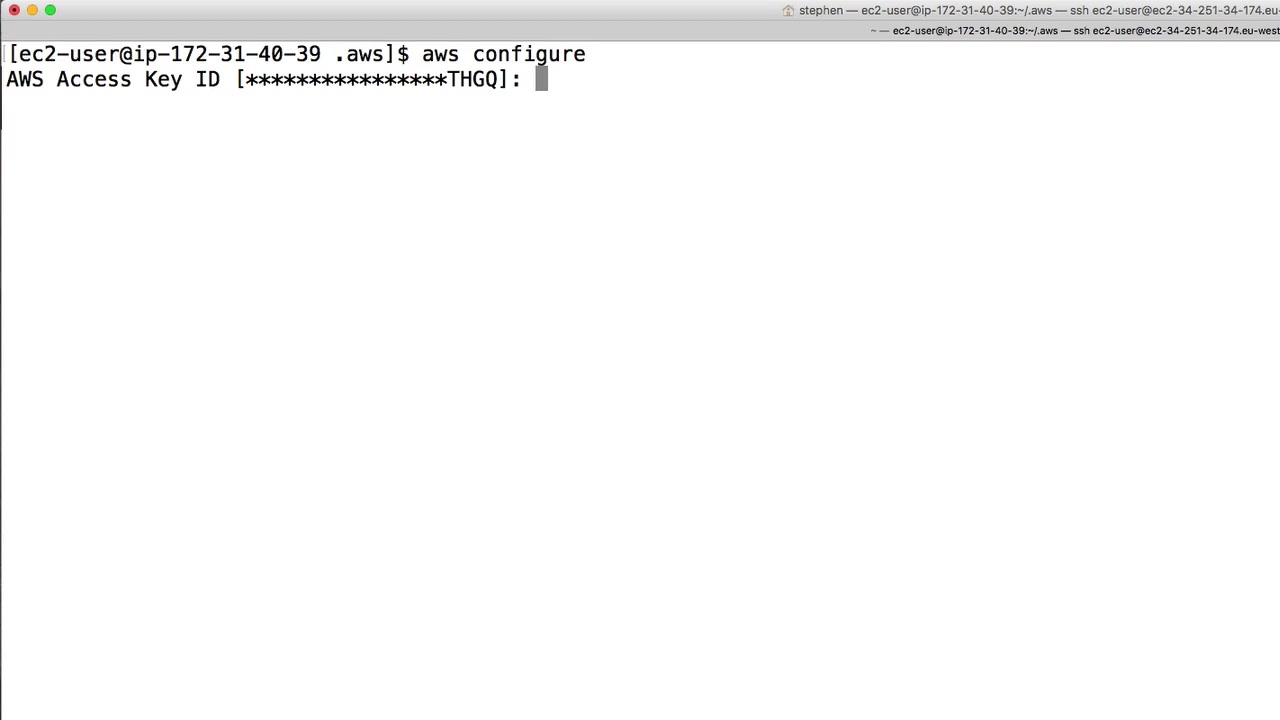 stephen — ec2-user@ip-172-31-40-39:~/.aws — ssh ec2-user@ec2-34-251-34-174.eu-
~ — ec2-user@ip-172-31-40-39:~/.aws — ssh ec2-user@ec2-34-251-34-174.eu-west
[ec2-user@ip-172-31-40-39 .aws]$ aws configure
AWS Access Key ID [****************THGQ]: